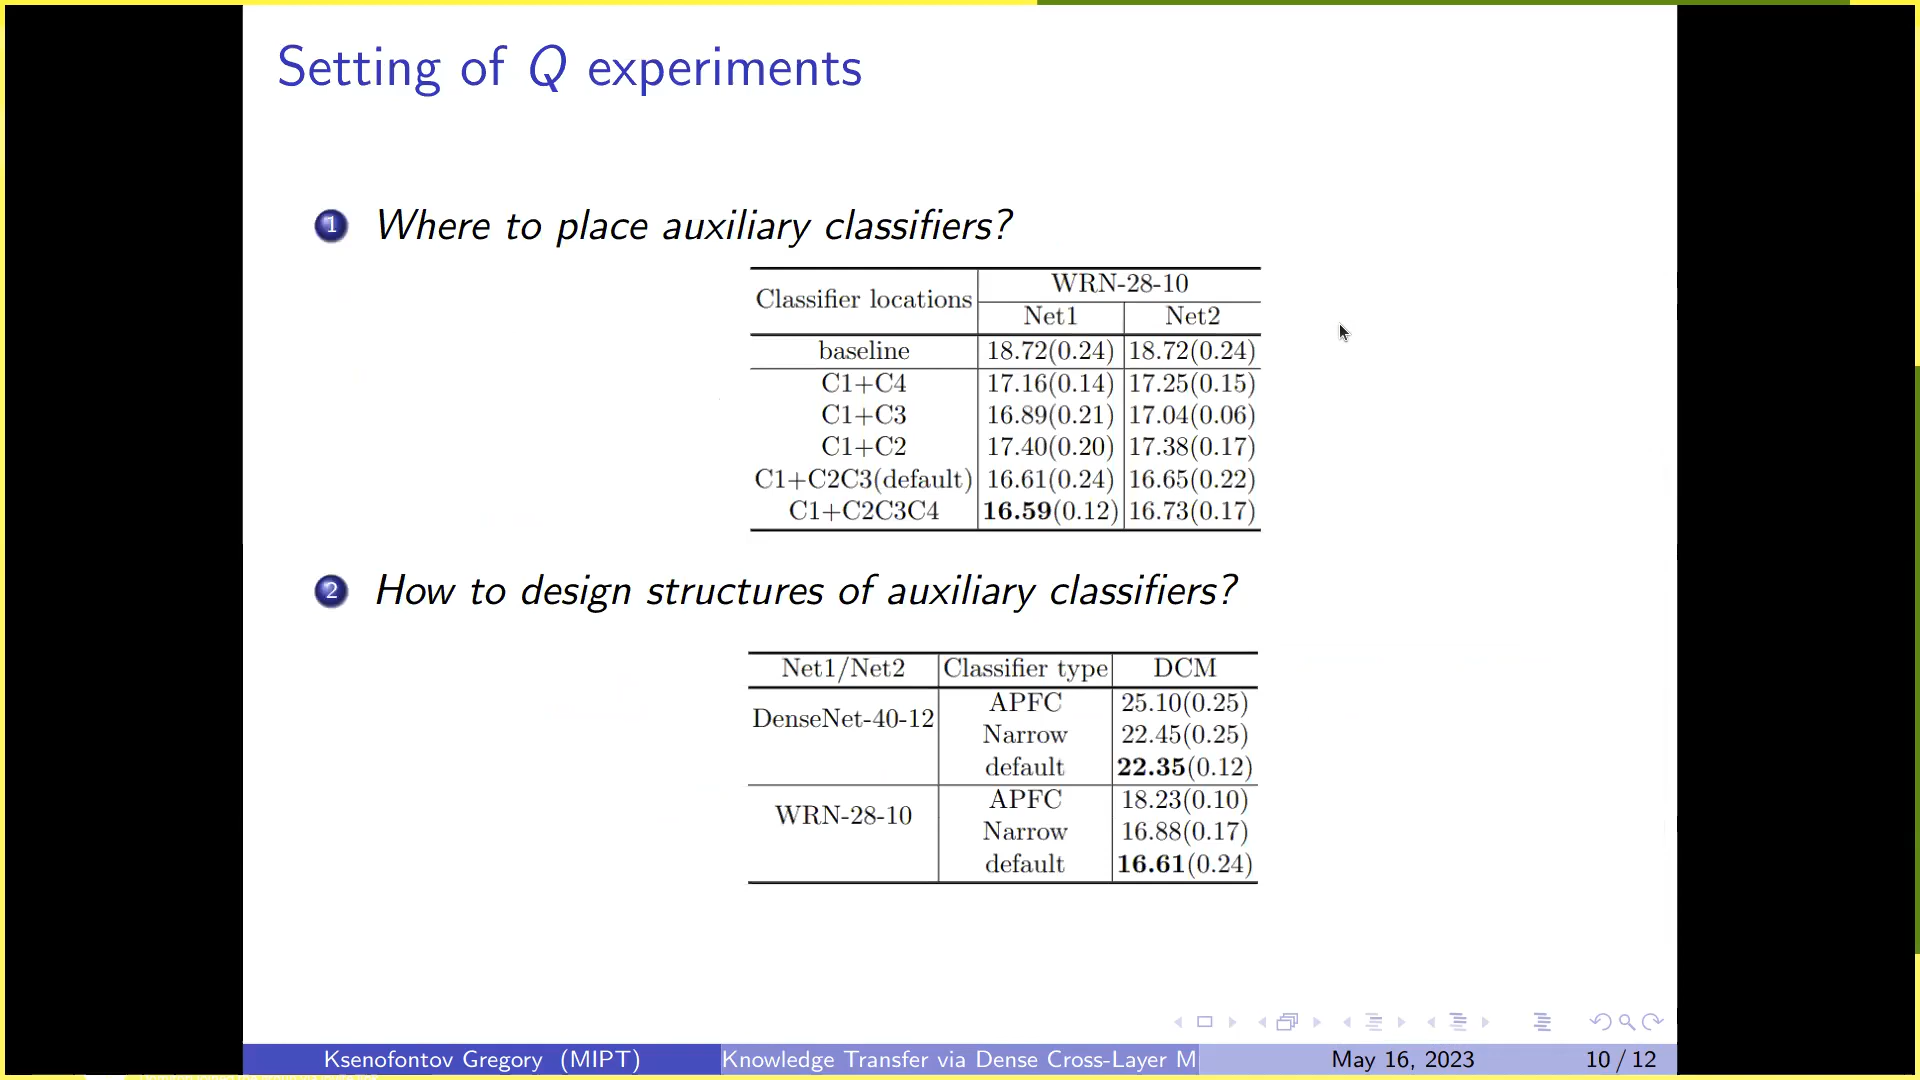 Setting of Q experiments
1 Where to place auxiliary classifiers?
Classifier locations WRN-28-10
Net1 Net2
baseline 18.72(0.24) 18.72(0.24)
C1+C4 17.16(0.14) 17.25(0.15)
C1+C3 16.89(0.21) 17.04(0.06)
C1+C2 17.40(0.20) 17.38(0.17)
C1+C2C3(default) 16.61(0.24) 16.65(0.22)
C1+C2C3C4 16.59(0.12) 16.73(0.17)
2 How to design structures of auxiliary classifiers?
Net1/Net2 Classifier type DCM
DenseNet-40-12 APFC 25.10(0.25)
Narrow 22.45(0.25)
default 22.35(0.12)
WRN-28-10 APFC 18.23(0.10)
Narrow 16.88(0.17)
default 16.61(0.24)
Ksenofontov Gregory (MIPT) Knowledge Transfer via Dense Cross-Layer M May 16, 2023 10 / 12